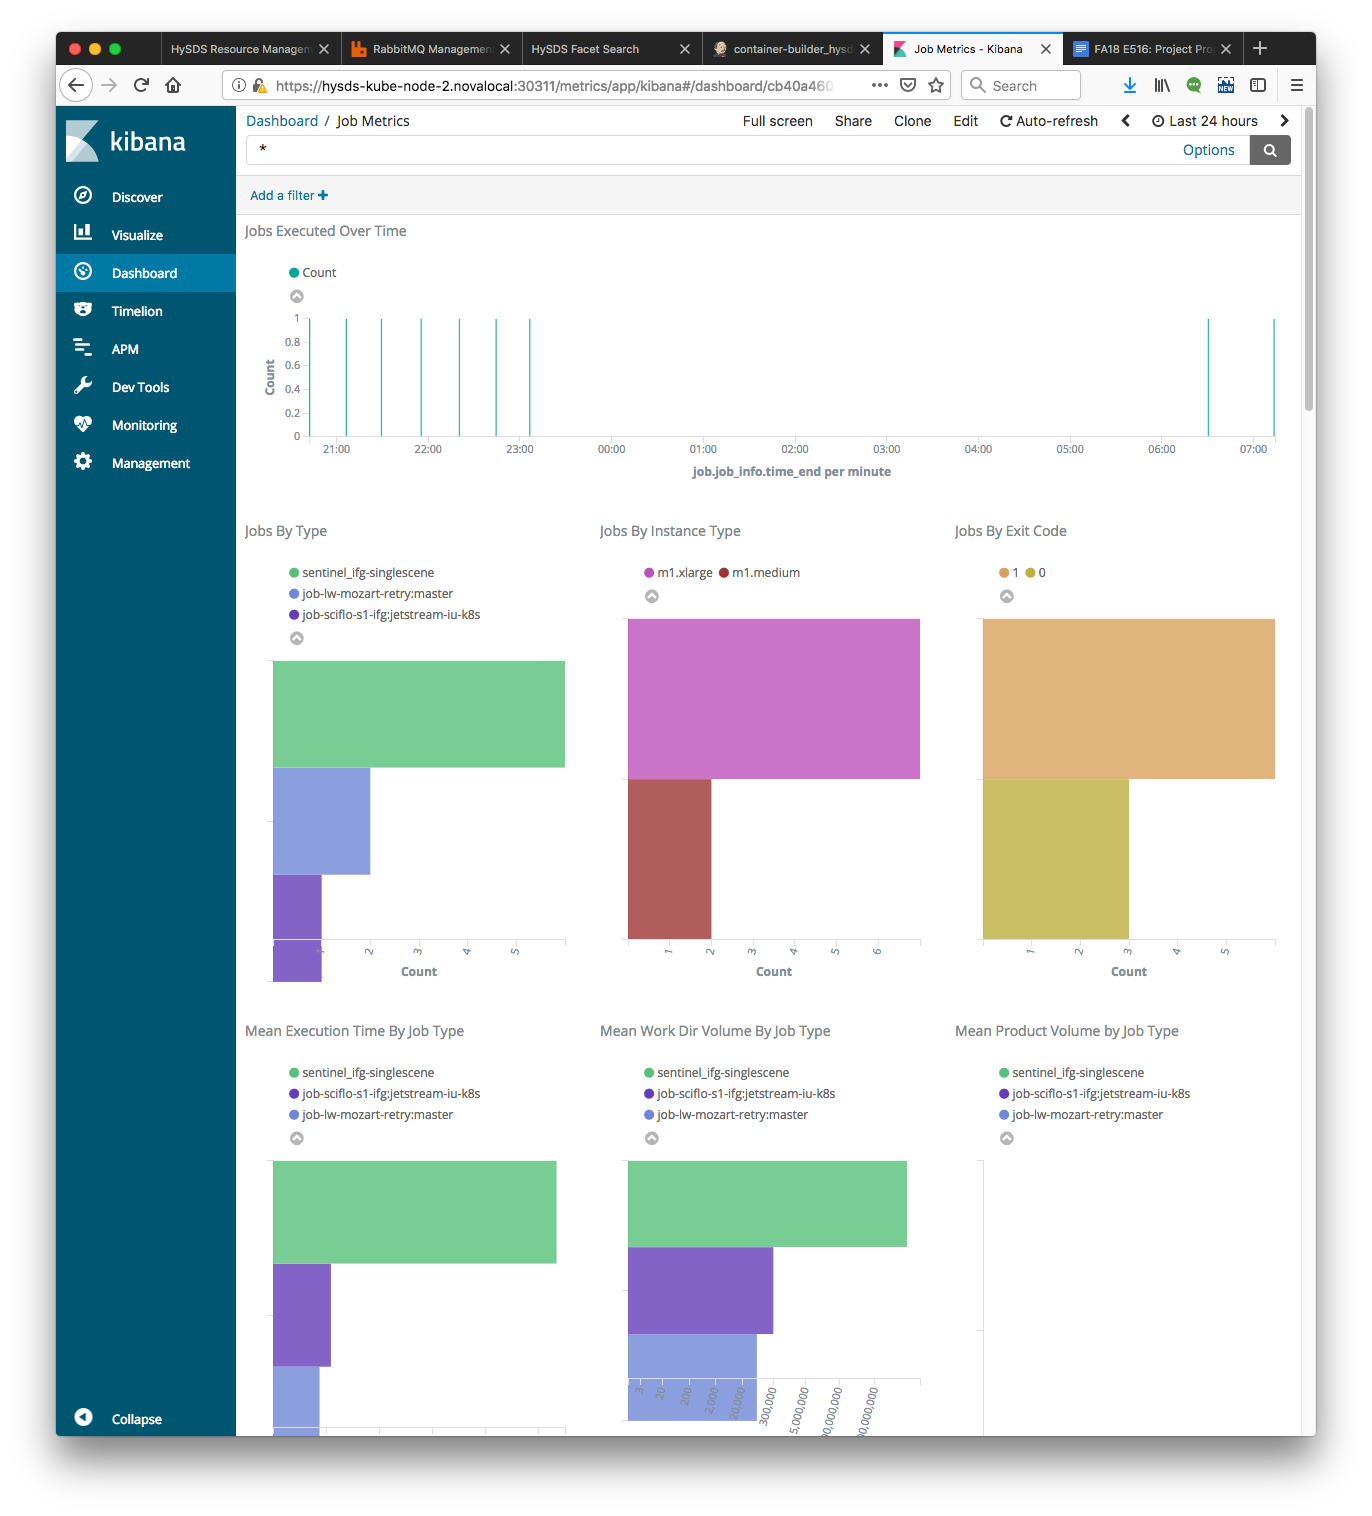 HySDS Resource Managem
RabbitMQ Management
HySDS Facet Search
container-builder_hysd
Job Metrics - Kibana
FA18 E516: Project Pro
https://hysds-kube-node-2.novalocal:30311/metrics/app/kibana#/dashboard/cb40a460
Search
NEW
kibana
Discover
Visualize
Dashboard
Timelion
APM
Dev Tools
Monitoring
Management
Collapse
Dashboard / Job Metrics
Full screen Share Clone Edit Auto-refresh Last 24 hours
*
Options
Add a filter
Jobs Executed Over Time
Count
1
0.8
0.6
0.4
0.2
0
Count
21:00 22:00 23:00 00:00 01:00 02:00 03:00 04:00 05:00 06:00 07:00
job.job_info.time_end per minute
Jobs By Type
sentinel_ifg-singlescene
job-lw-mozart-retry:master
job-sciflo-s1-ifg:jetstream-iu-k8s
1 2 3 4 5
Count
Jobs By Instance Type
m1.xlarge m1.medium
1 2 3 4 5 6
Count
Jobs By Exit Code
1 0
1 2 3 4 5
Count
Mean Execution Time By Job Type
sentinel_ifg-singlescene
job-sciflo-s1-ifg:jetstream-iu-k8s
job-lw-mozart-retry:master
Mean Work Dir Volume By Job Type
sentinel_ifg-singlescene
job-sciflo-s1-ifg:jetstream-iu-k8s
job-lw-mozart-retry:master
3 20 200 2,000 20,000 300,000 5,000,000
Mean Product Volume by Job Type
sentinel_ifg-singlescene
job-sciflo-s1-ifg:jetstream-iu-k8s
job-lw-mozart-retry:master